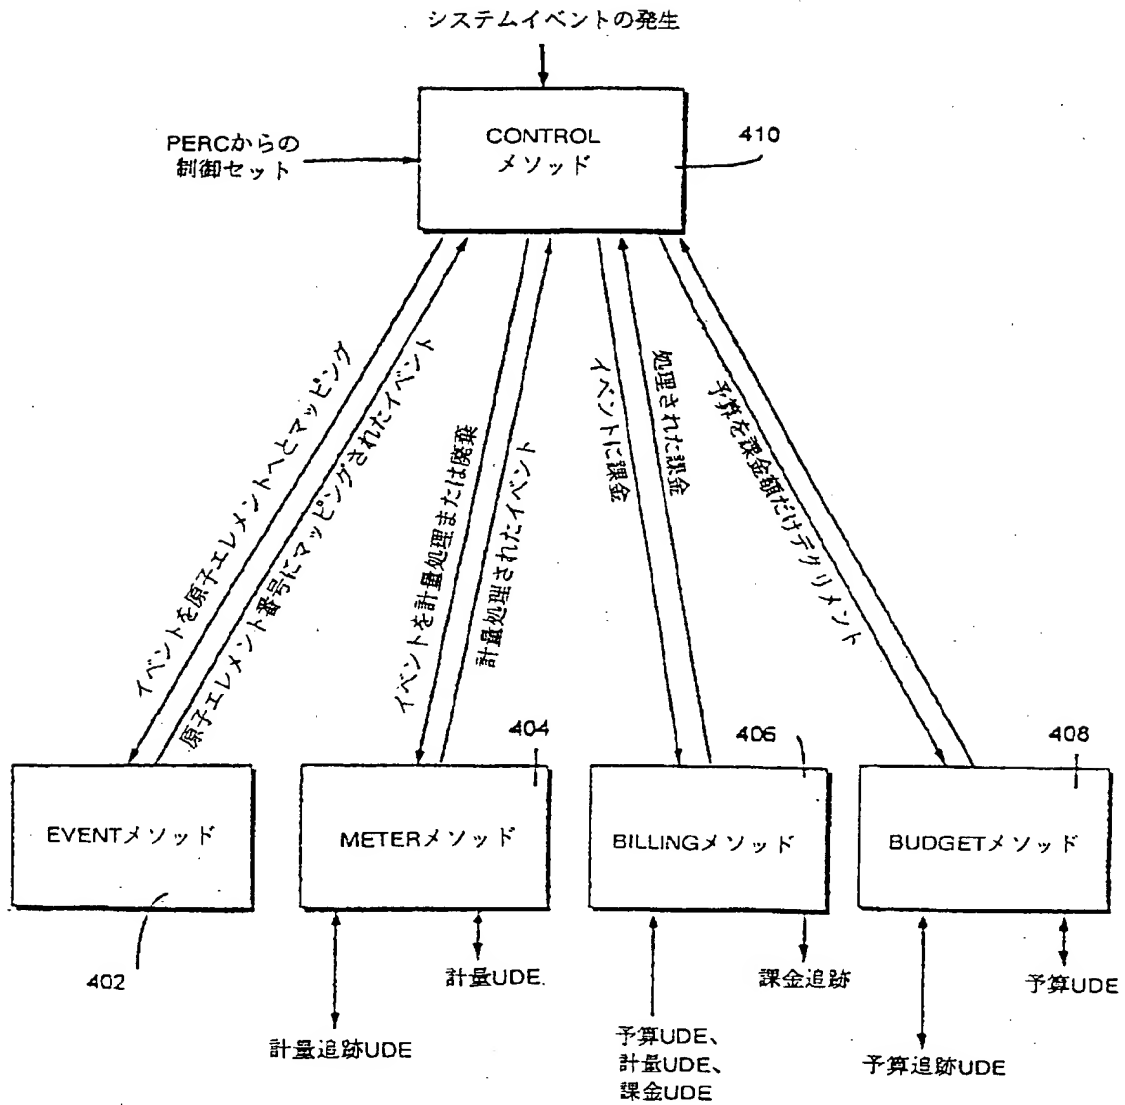 システムイベントの発生
CONTROL
メソッド
410
PERCからの
制御セット
イベントを原子エレメントへとマッピング
原子エレメント番号にマッピングされたイベント
イベントを計量処理または廃棄
計量処理されたイベント
イベントに課金
処理された課金
予算を課金額だけデクリメント
404
406
408
EVENTメソッド
METERメソッド
BILLINGメソッド
BUDGETメソッド
402
計量UDE
課金追跡
予算UDE
計量追跡UDE
予算UDE、
計量UDE、
課金UDE
予算追跡UDE